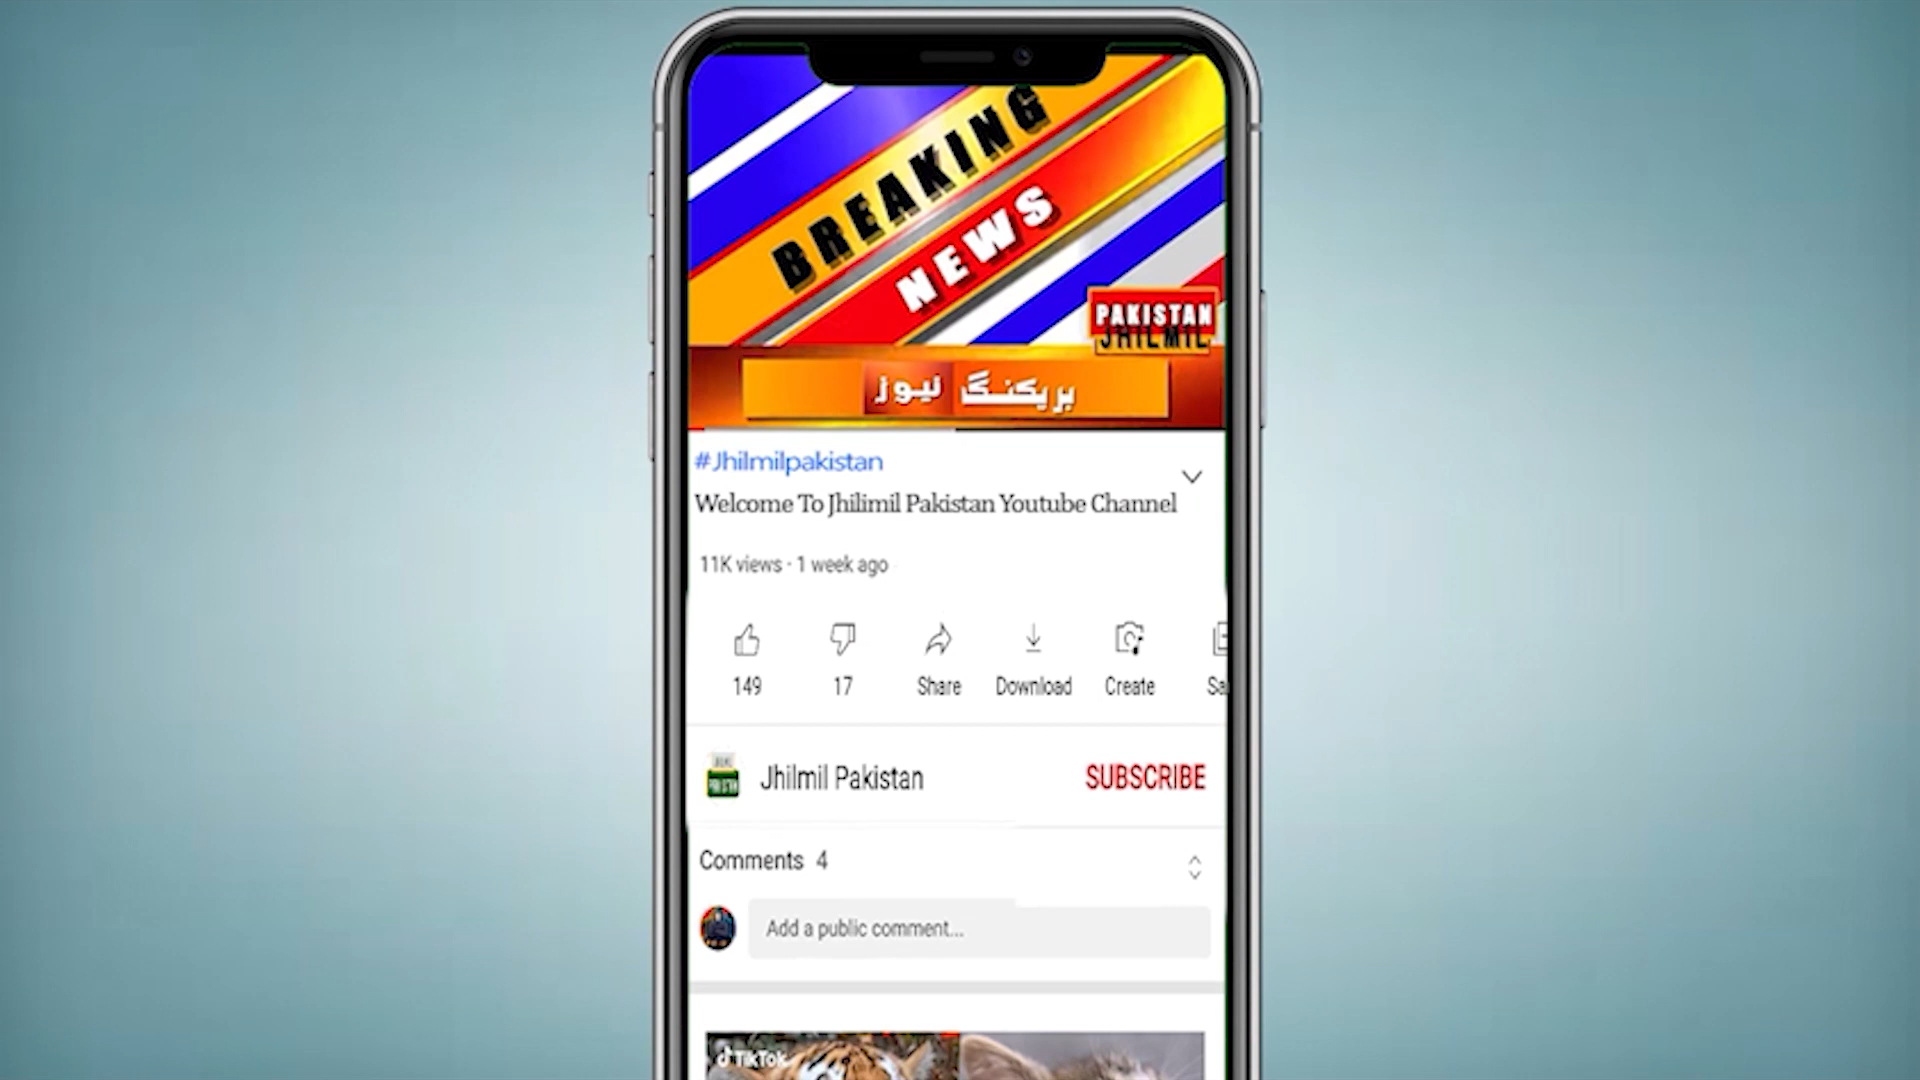 BREAKING
NEWS
PAKISTAN
JHILMIL
بریکنگ نیوز
#Jhilmilpakistan
Welcome To Jhilimil Pakistan Youtube Channel
11K views · 1 week ago
149 17 Share Download Create Sa
Jhilmil Pakistan SUBSCRIBE
Comments 4
Add a public comment...
TikTok